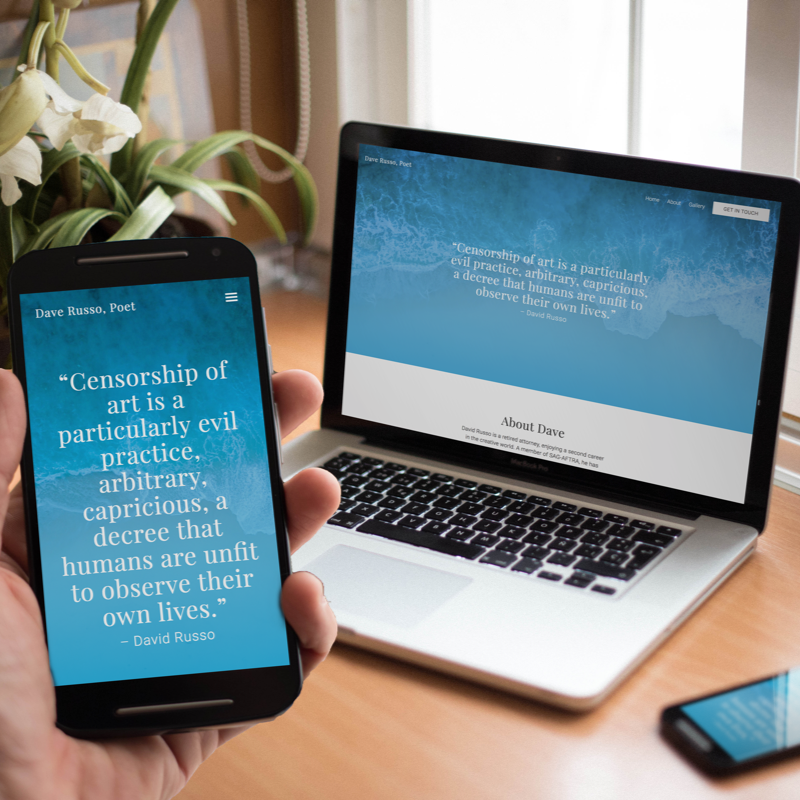 Dave Russo, Poet
“Censorship of
art is a
particularly evil
practice,
arbitrary,
capricious, a
decree that
humans are unfit
to observe their
own lives.”
– David Russo
Dave Russo, Poet
Home About Gallery GET IN TOUCH
“Censorship of art is a particularly
evil practice, arbitrary, capricious,
a decree that humans are unfit to
observe their own lives.”
– David Russo
About Dave
David Russo is a retired attorney, enjoying a second career
in the creative world. A member of SAG-AFTRA, he has
MacBook Pro